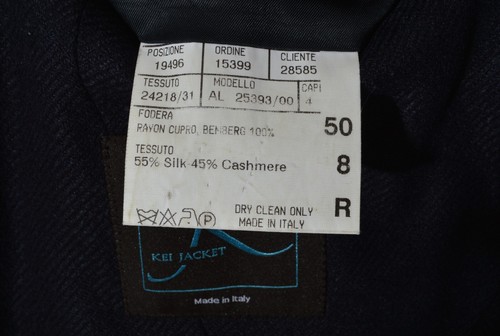 POSIZIONE ORDINE CLIENTE
19496 15399 28585
TESSUTO MODELLO CAPI
24218/31 AL 25393/00 4
FODERA
RAYON CUPRO, BEMBERG 100% 50
TESSUTO
55% Silk 45% Cashmere 8
P DRY CLEAN ONLY R
MADE IN ITALY
K
KEI JACKET
Made in Italy